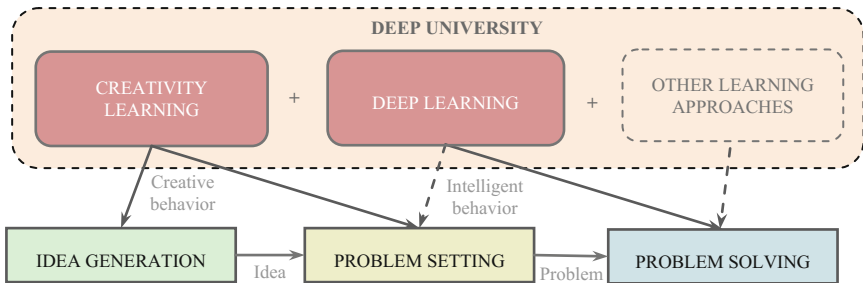 DEEP UNIVERSITY
CREATIVITY
LEARNING
+
DEEP LEARNING
+
OTHER LEARNING
APPROACHES
Creative
behavior
Intelligent
behavior
IDEA GENERATION
Idea
PROBLEM SETTING
Problem
PROBLEM SOLVING